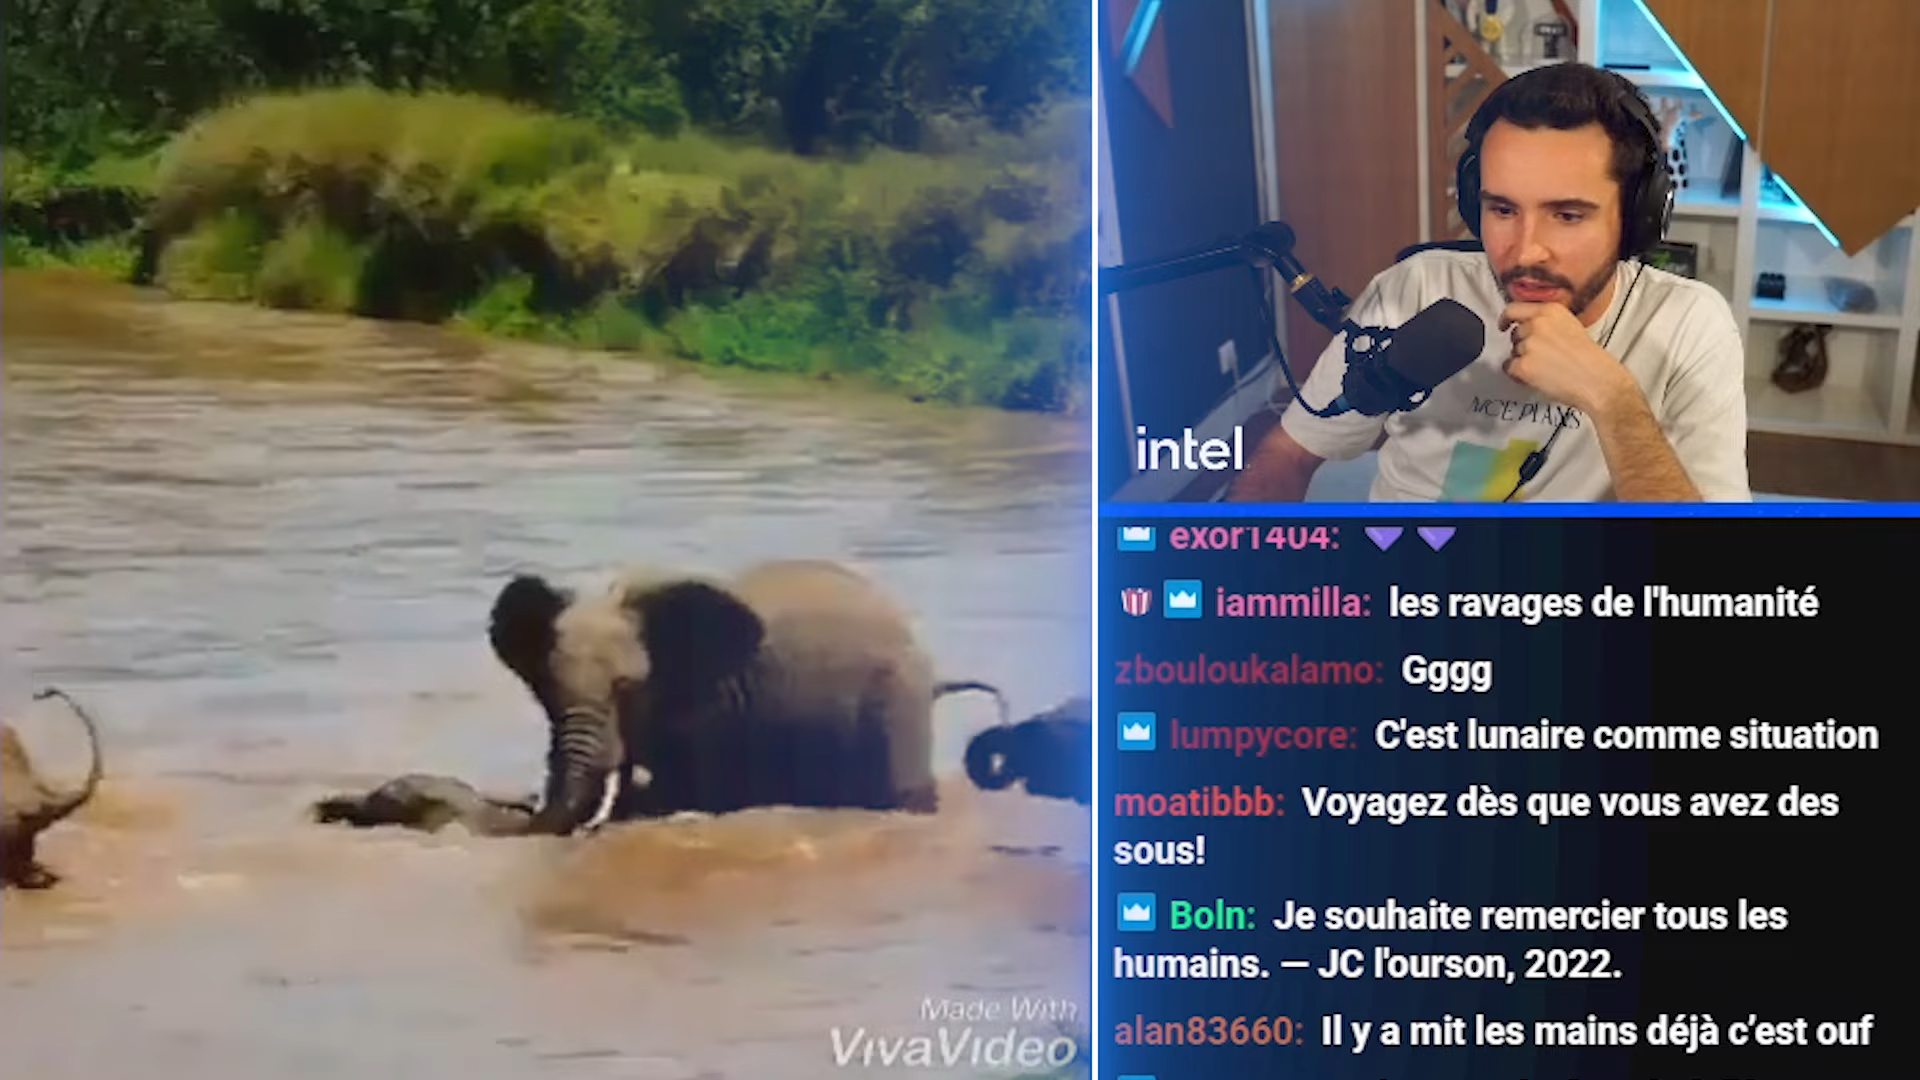 NICE PLANS
intel
exor1404:
iammilla: les ravages de l'humanité
zbouloukalamo: Gggg
lumpycore: C'est lunaire comme situation
moatibbb: Voyagez dès que vous avez des
sous!
Boln: Je souhaite remercier tous les
humains. — JC l'ourson, 2022.
alan83660: Il y a mit les mains déjà c’est ouf
Made With
VivaVideo